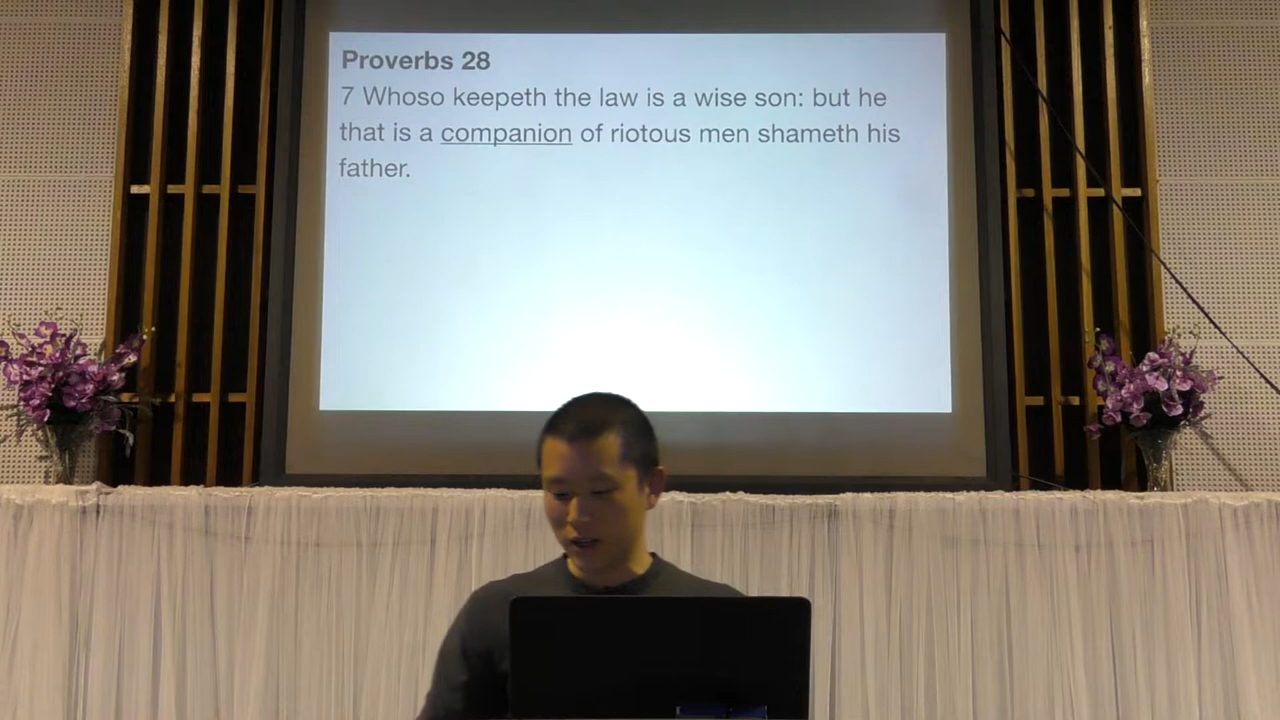 Proverbs 28
7 Whoso keepeth the law is a wise son: but he
that is a companion of riotous men shameth his
father.